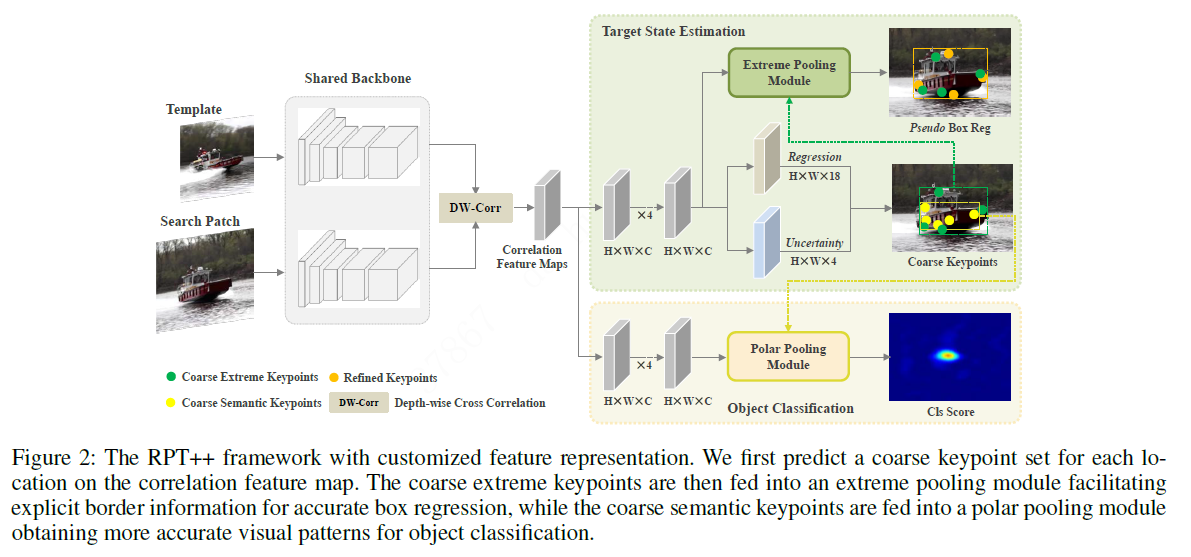 Target State Estimation
Shared Backbone
Extreme Pooling
Module
Template
Pseudo Box Reg
Regression
H×W×18
Search Patch
DW-Corr
×4
Correlation
Feature Maps
H×W×C
H×W×C
Uncertainty
H×W×4
Coarse Keypoints
Polar Pooling
Module
×4
Coarse Extreme Keypoints
Refined Keypoints
H×W×C
H×W×C
Coarse Semantic Keypoints
DW-Corr
Depth-wise Cross Correlation
Object Classification
Cls Score
Figure 2: The RPT++ framework with customized feature representation. We first predict a coarse keypoint set for each lo-
cation on the correlation feature map. The coarse extreme keypoints are then fed into an extreme pooling module facilitating
explicit border information for accurate box regression, while the coarse semantic keypoints are fed into a polar pooling module
obtaining more accurate visual patterns for object classification.